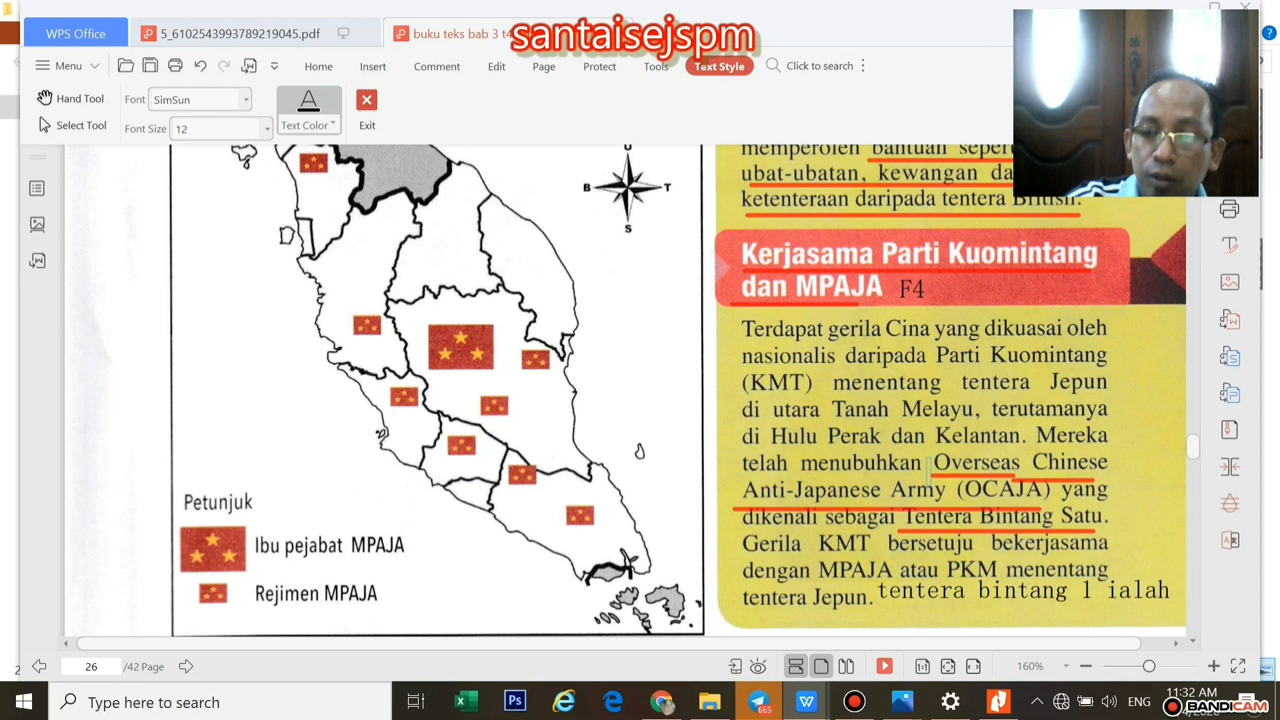 santaisejspm
WPS Office
5_6102543993789219045.pdf
buku teks bab 3 t4
Menu
Home
Insert
Comment
Edit
Page
Protect
Tools
Text Style
Click to search
Hand Tool
Font
SimSun
Text Color
Exit
Select Tool
Font Size
12
B
T
S
Petunjuk
Ibu pejabat MPAJA
Rejimen MPAJA
memperoleh bantuan seper
ubat-ubatan, kewangan da
ketenteraan daripada tentera British.
Kerjasama Parti Kuomintang
dan MPAJA F4
Terdapat gerila Cina yang dikuasai oleh
nasionalis daripada Parti Kuomintang
(KMT) menentang tentera Jepun
di utara Tanah Melayu, terutamanya
di Hulu Perak dan Kelantan. Mereka
telah menubuhkan Overseas Chinese
Anti-Japanese Army (OCAJA) yang
dikenali sebagai Tentera Bintang Satu.
Gerila KMT bersetuju bekerjasama
dengan MPAJA atau PKM menentang
tentera Jepun. tentera bintang 1 ialah
26
/42 Page
160%
Type here to search
665
ENG
11:32 AM
BANDICAM